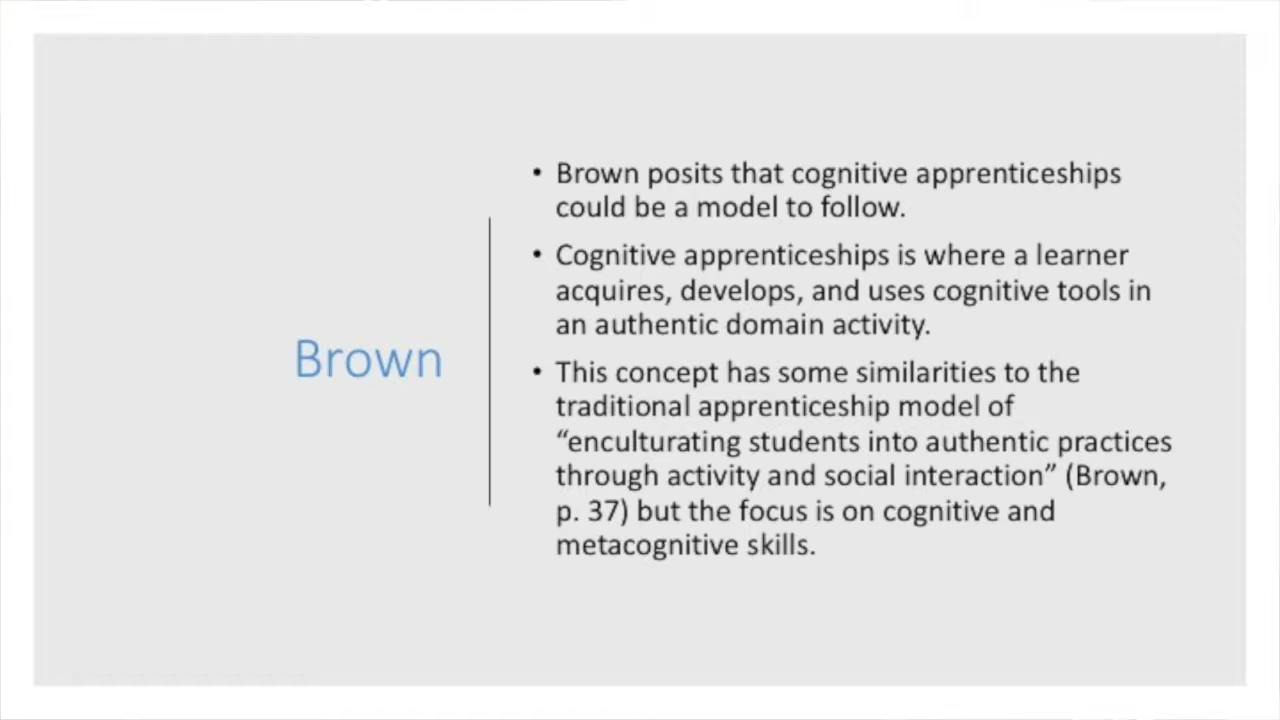 Brown
• Brown posits that cognitive apprenticeships
could be a model to follow.
• Cognitive apprenticeships is where a learner
acquires, develops, and uses cognitive tools in
an authentic domain activity.
• This concept has some similarities to the
traditional apprenticeship model of
“enculturating students into authentic practices
through activity and social interaction” (Brown,
p. 37) but the focus is on cognitive and
metacognitive skills.